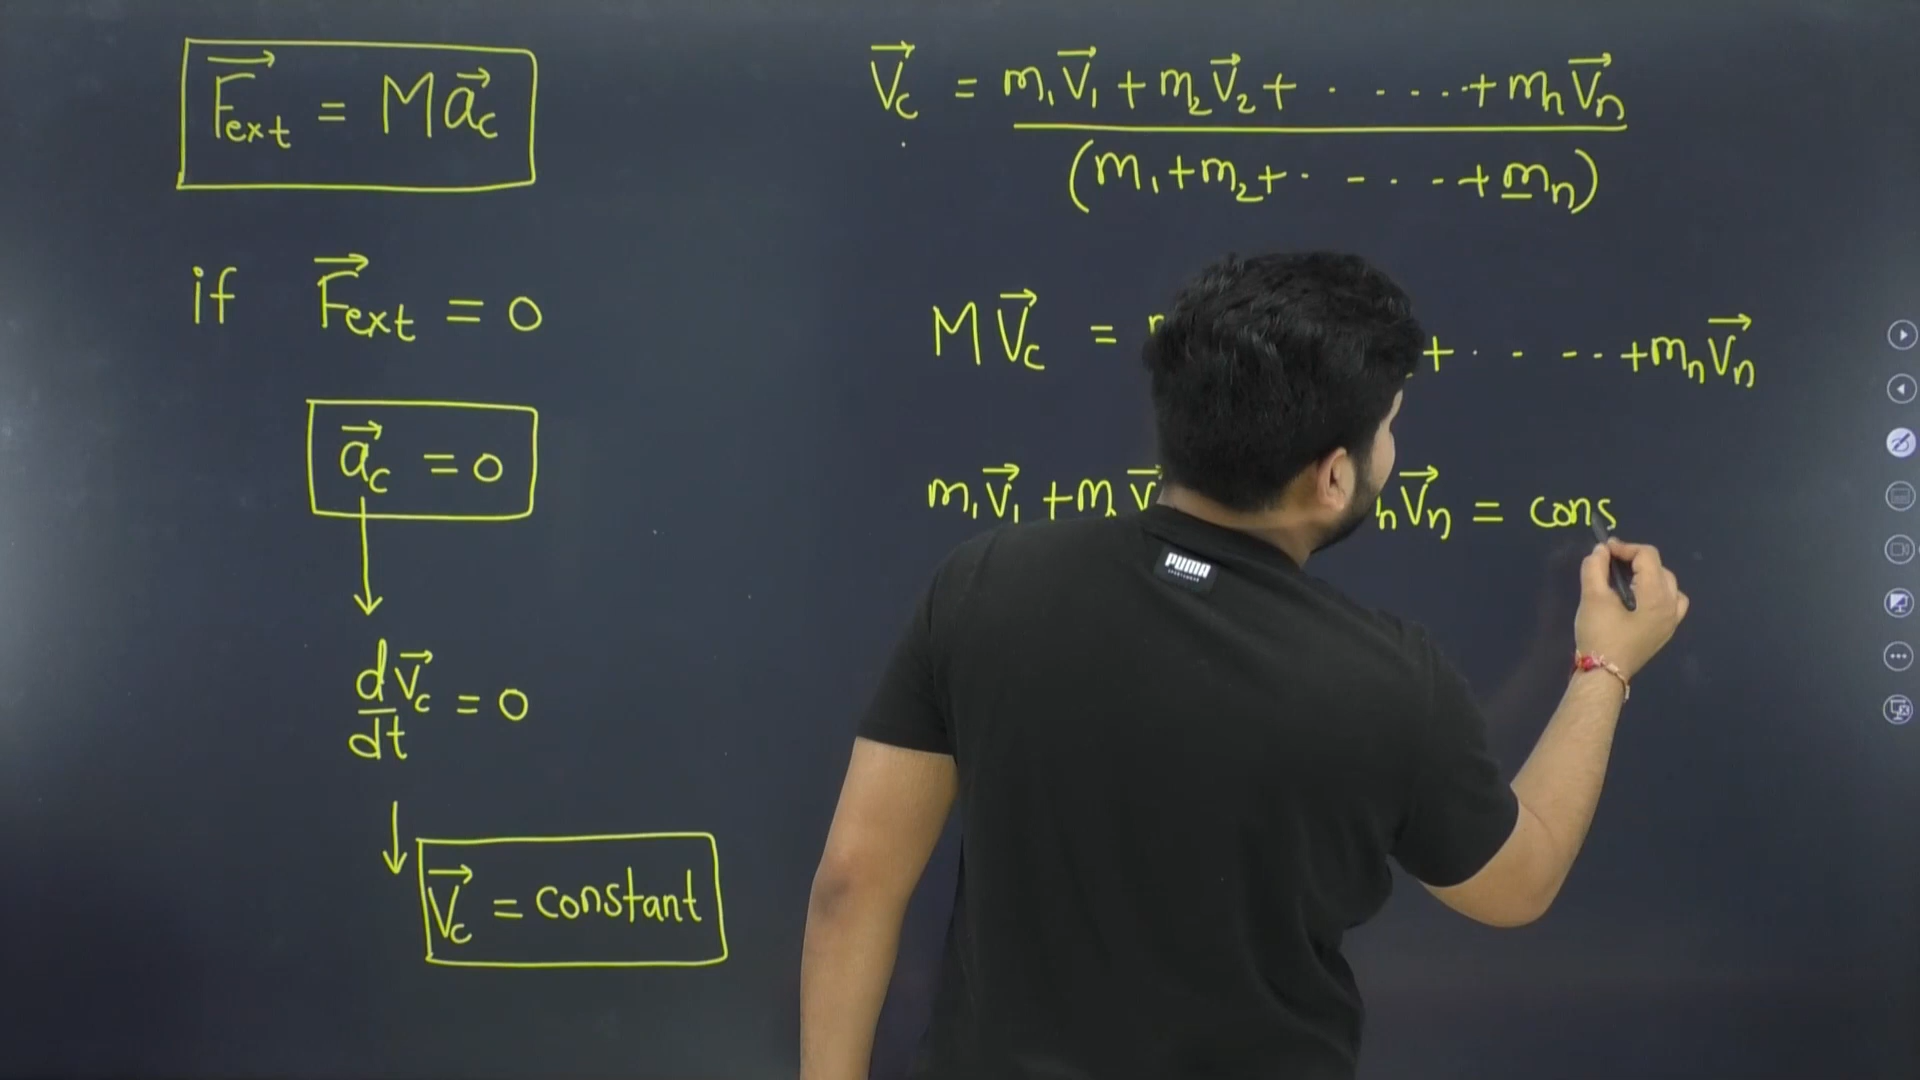 F⃗ext = Ma⃗c
if F⃗ext = 0
a⃗c = 0
dV⃗c/dt = 0
V⃗c = constant
V⃗c = m₁V⃗₁ + m₂V⃗₂ + · · - · · + mₙV⃗ₙ
(m₁ + m₂ + · - - · - + mₙ)
MV⃗c = + · - - - · + mₙV⃗ₙ
m₁V⃗₁ + m V⃗ ₙV⃗ₙ = cons
PUMA